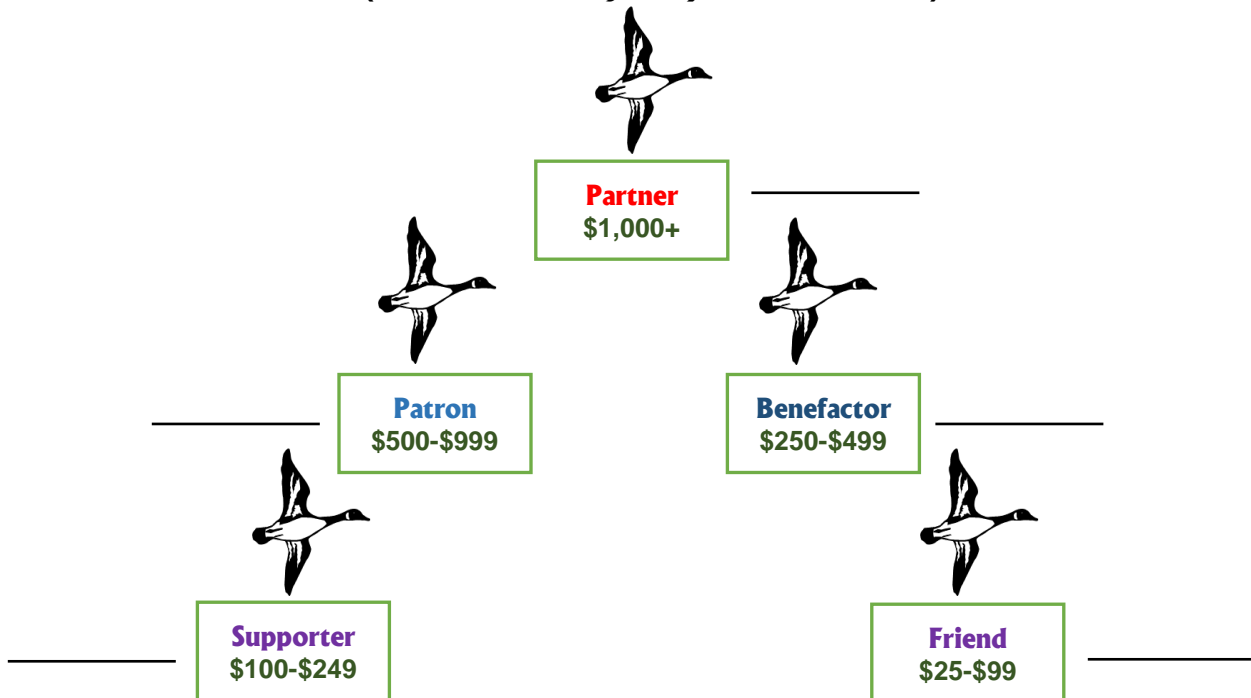 Partner
$1,000+
Patron
$500-$999
Benefactor
$250-$499
Supporter
$100-$249
Friend
$25-$99